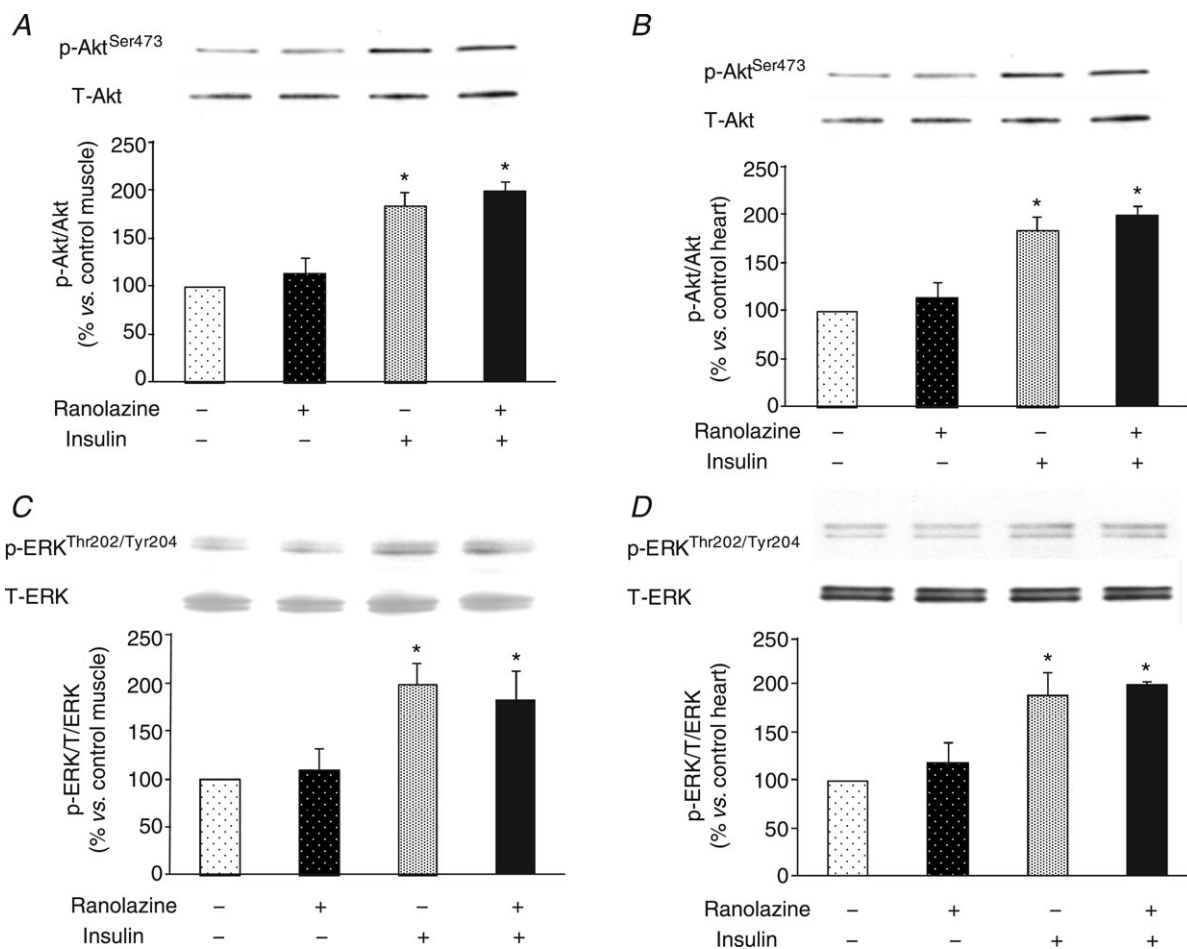 A
p-Akt^Ser473
T-Akt
p-Akt/Akt
(% vs. control muscle)
250
200
150
100
50
0
* *
Ranolazine – + – +
Insulin – – + +
B
p-Akt^Ser473
T-Akt
p-Akt/Akt
(% vs. control heart)
250
200
150
100
50
0
* *
Ranolazine – + – +
Insulin – – + +
C
p-ERK^Thr202/Tyr204
T-ERK
p-ERK/T/ERK
(% vs. control muscle)
250
200
150
100
50
0
* *
Ranolazine – + – +
Insulin – – + +
D
p-ERK^Thr202/Tyr204
T-ERK
p-ERK/T/ERK
(% vs. control heart)
250
200
150
100
50
0
* *
Ranolazine – + – +
Insulin – – + +